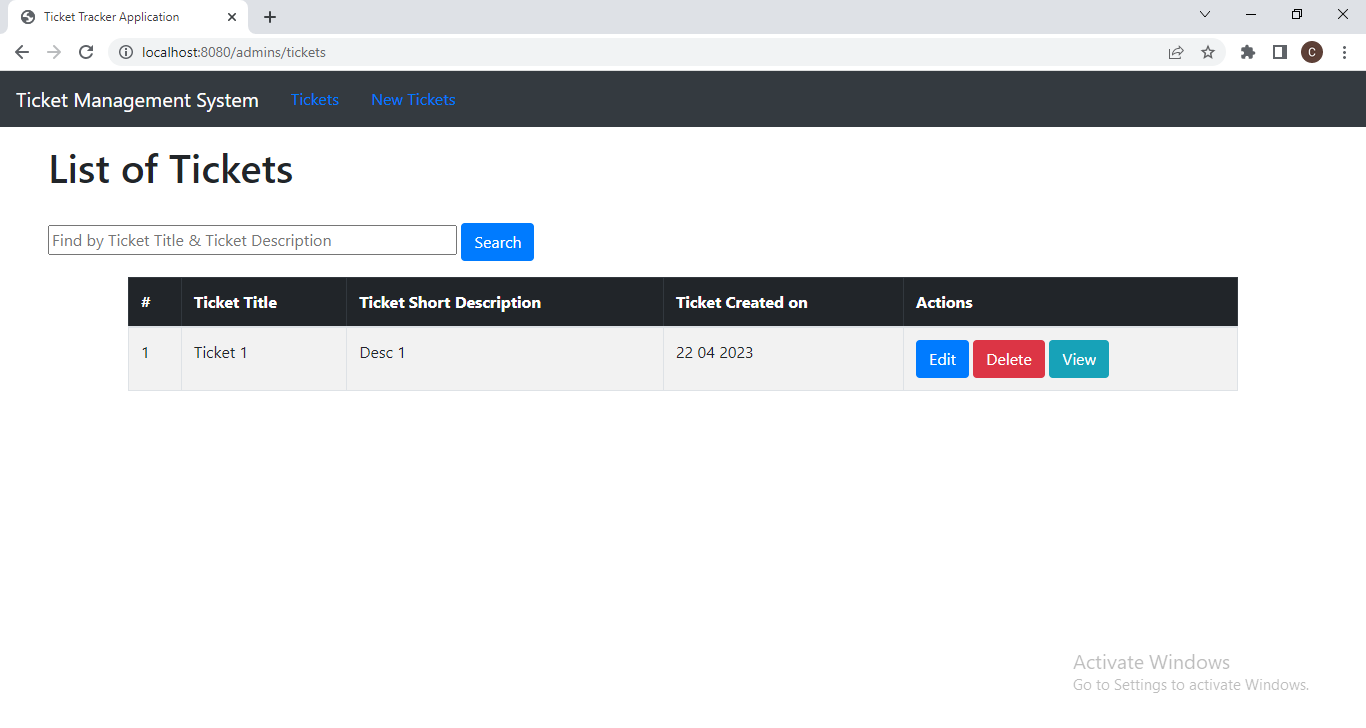 Ticket Tracker Application
localhost:8080/admins/tickets
C
Ticket Management System Tickets New Tickets
List of Tickets
Find by Ticket Title & Ticket Description Search
# Ticket Title Ticket Short Description Ticket Created on Actions
1 Ticket 1 Desc 1 22 04 2023 Edit Delete View
Activate Windows
Go to Settings to activate Windows.